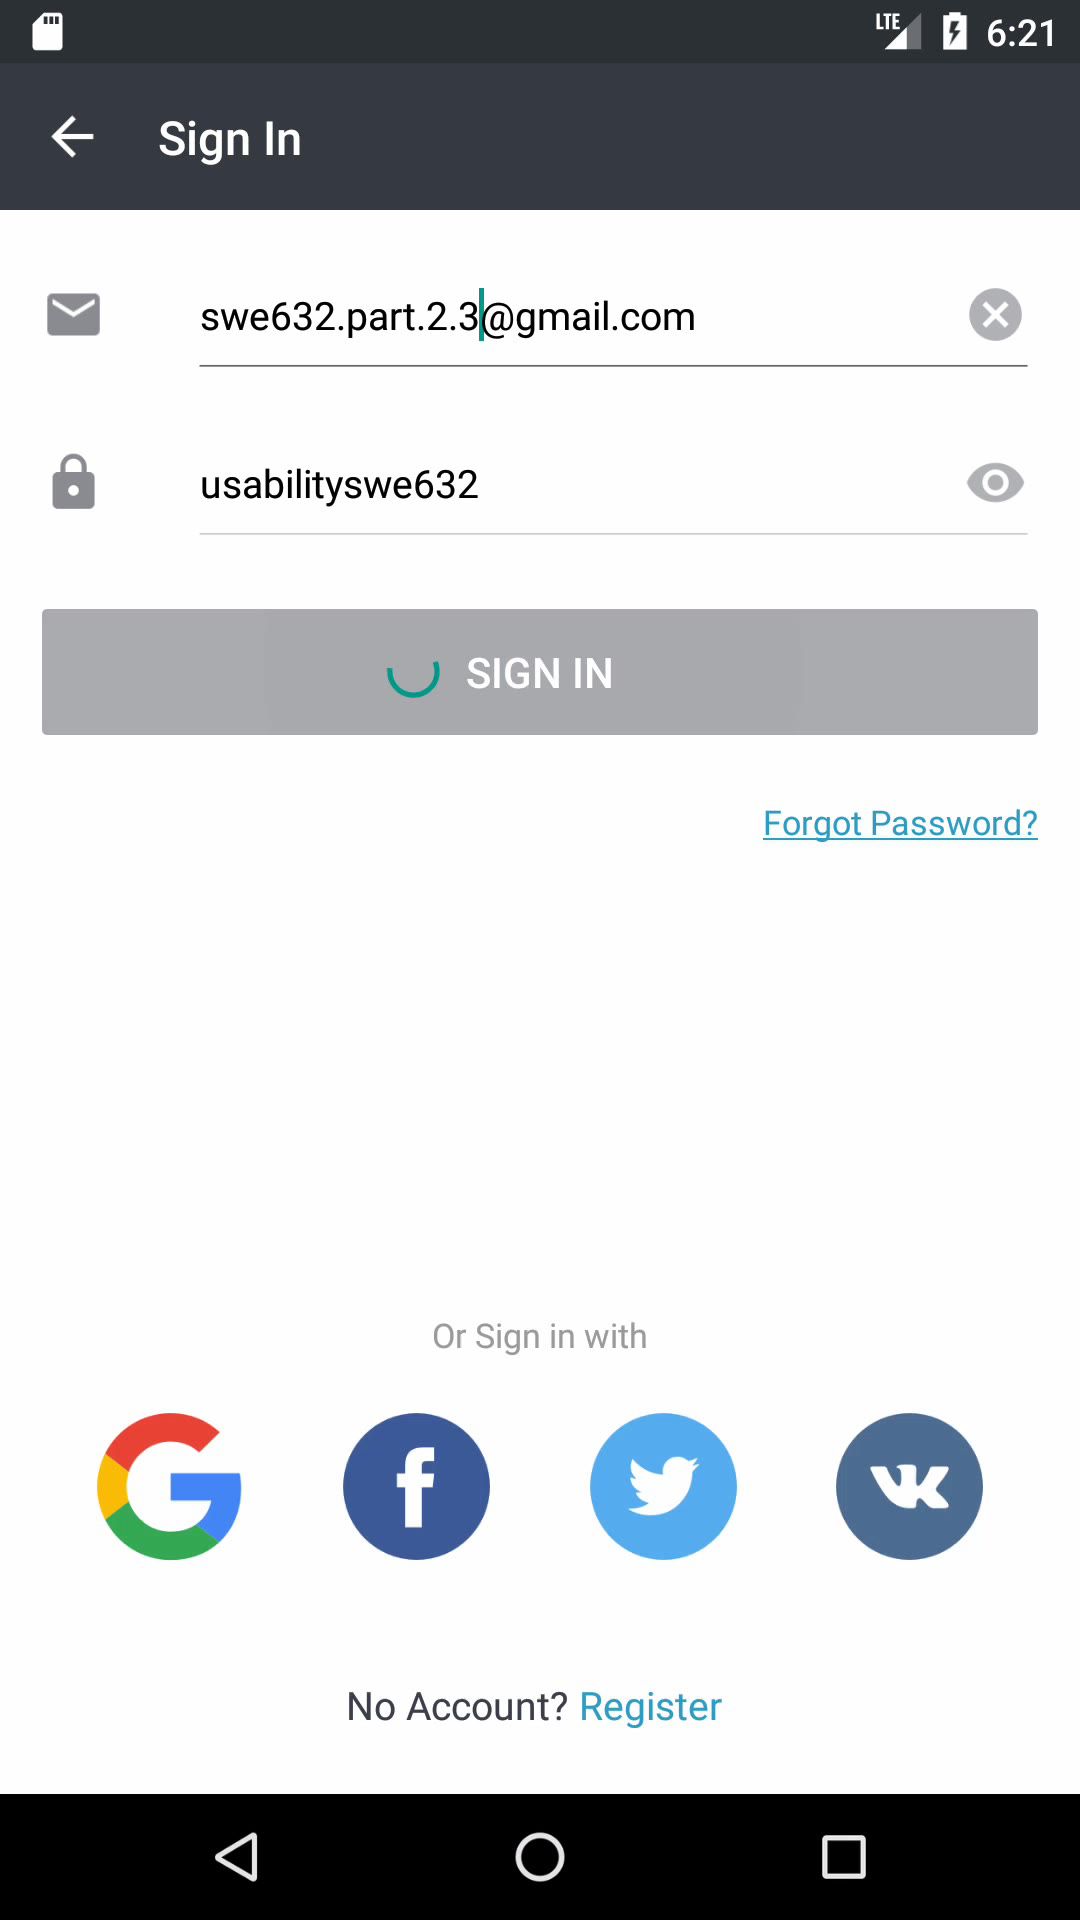 LTE 6:21
Sign In
swe632.part.2.3@gmail.com
usabilityswe632
SIGN IN
Forgot Password?
Or Sign in with
No Account? Register